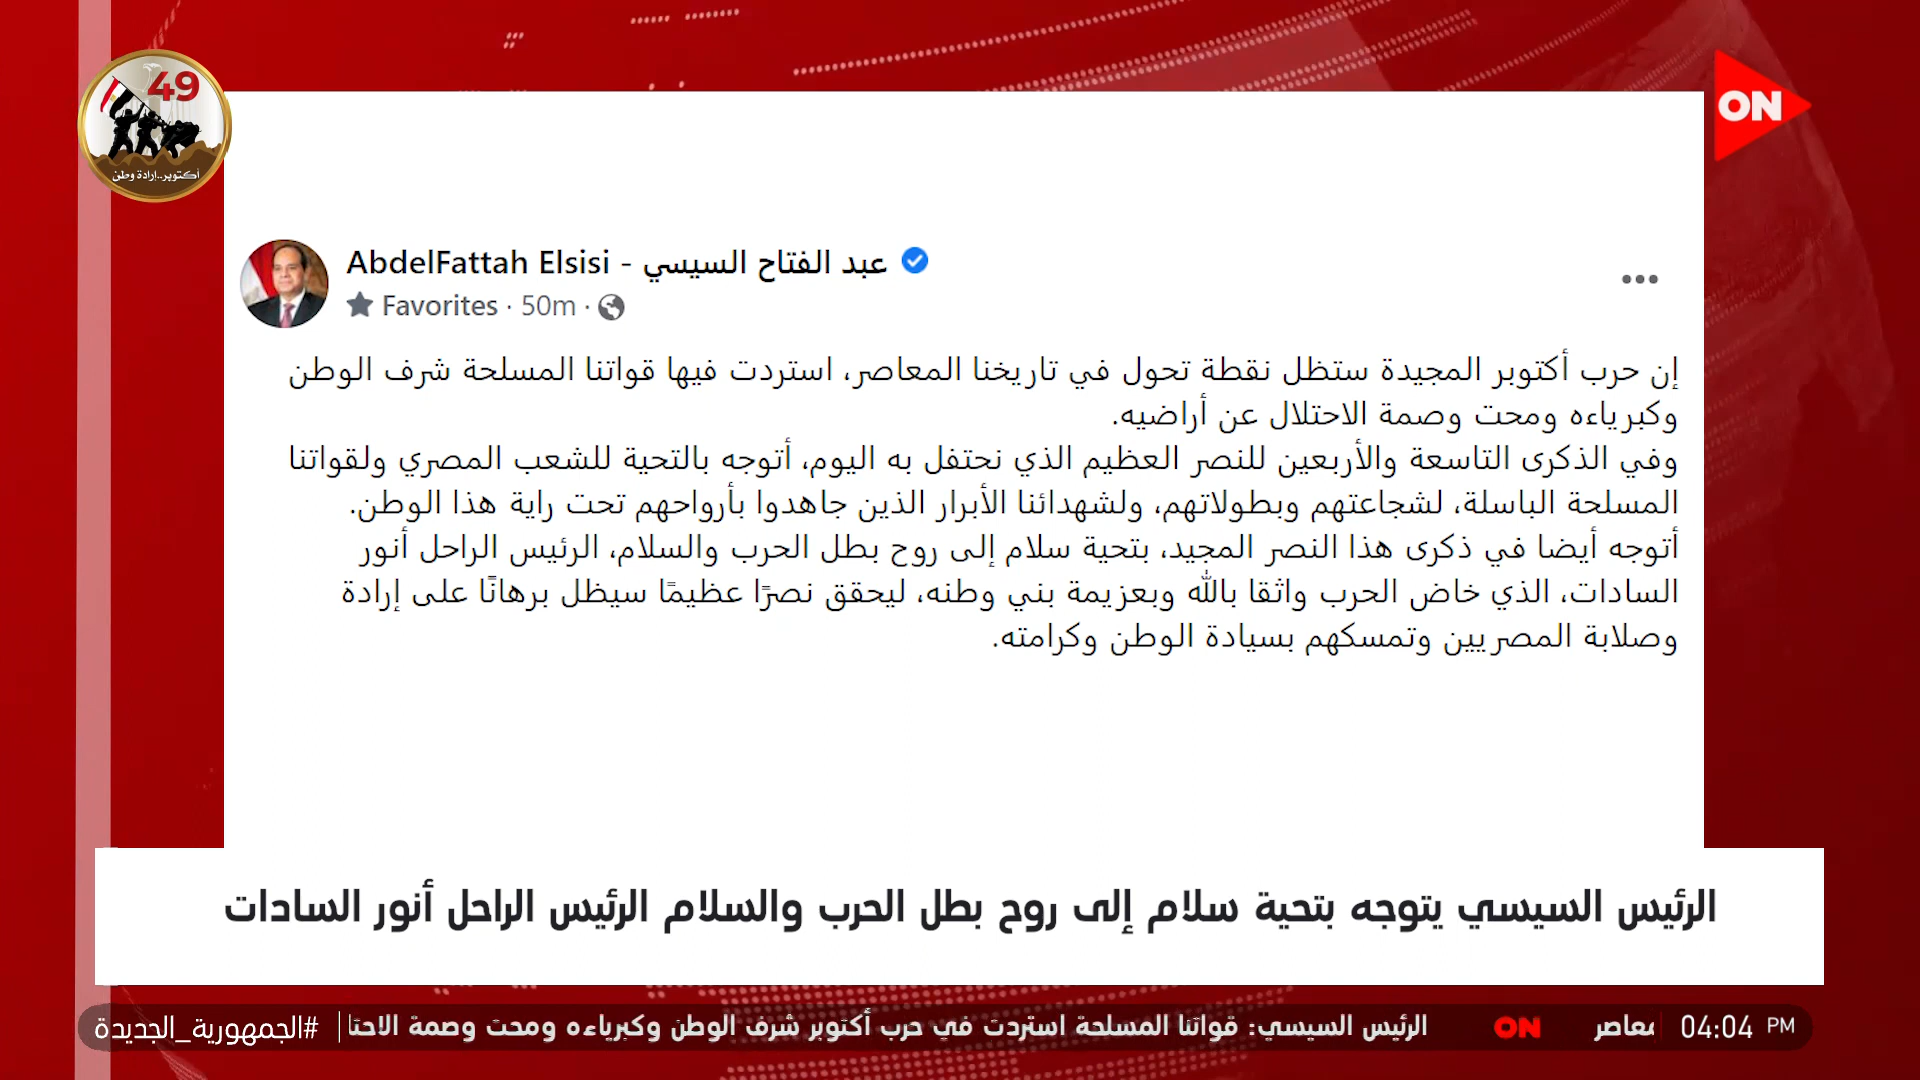 49
أكتوبر..إرادة وطن
ON
AbdelFattah Elsisi - عبد الفتاح السيسي
Favorites · 50m ·
إن حرب أكتوبر المجيدة ستظل نقطة تحول في تاريخنا المعاصر، استردت فيها قواتنا المسلحة شرف الوطن
وكبرياءه ومحت وصمة الاحتلال عن أراضيه.
وفي الذكرى التاسعة والأربعين للنصر العظيم الذي نحتفل به اليوم، أتوجه بالتحية للشعب المصري ولقواتنا
المسلحة الباسلة، لشجاعتهم وبطولاتهم، ولشهدائنا الأبرار الذين جاهدوا بأرواحهم تحت راية هذا الوطن.
أتوجه أيضا في ذكرى هذا النصر المجيد، بتحية سلام إلى روح بطل الحرب والسلام، الرئيس الراحل أنور
السادات، الذي خاض الحرب واثقا بالله وبعزيمة بني وطنه، ليحقق نصرًا عظيمًا سيظل برهانًا على إرادة
وصلابة المصريين وتمسكهم بسيادة الوطن وكرامته.
الرئيس السيسي يتوجه بتحية سلام إلى روح بطل الحرب والسلام الرئيس الراحل أنور السادات
04:04 PM معاصر ON الرئيس السيسي: قواتنا المسلحة استردت في حرب أكتوبر شرف الوطن وكبرياءه ومحت وصمة الاحتا | #الجمهورية_الجديدة